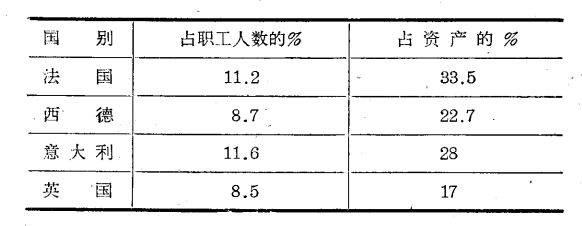 国别 占职工人数的% 占资产的%
法国 11.2 33.5
西德 8.7 22.7
意大利 11.6 28
英国 8.5 17